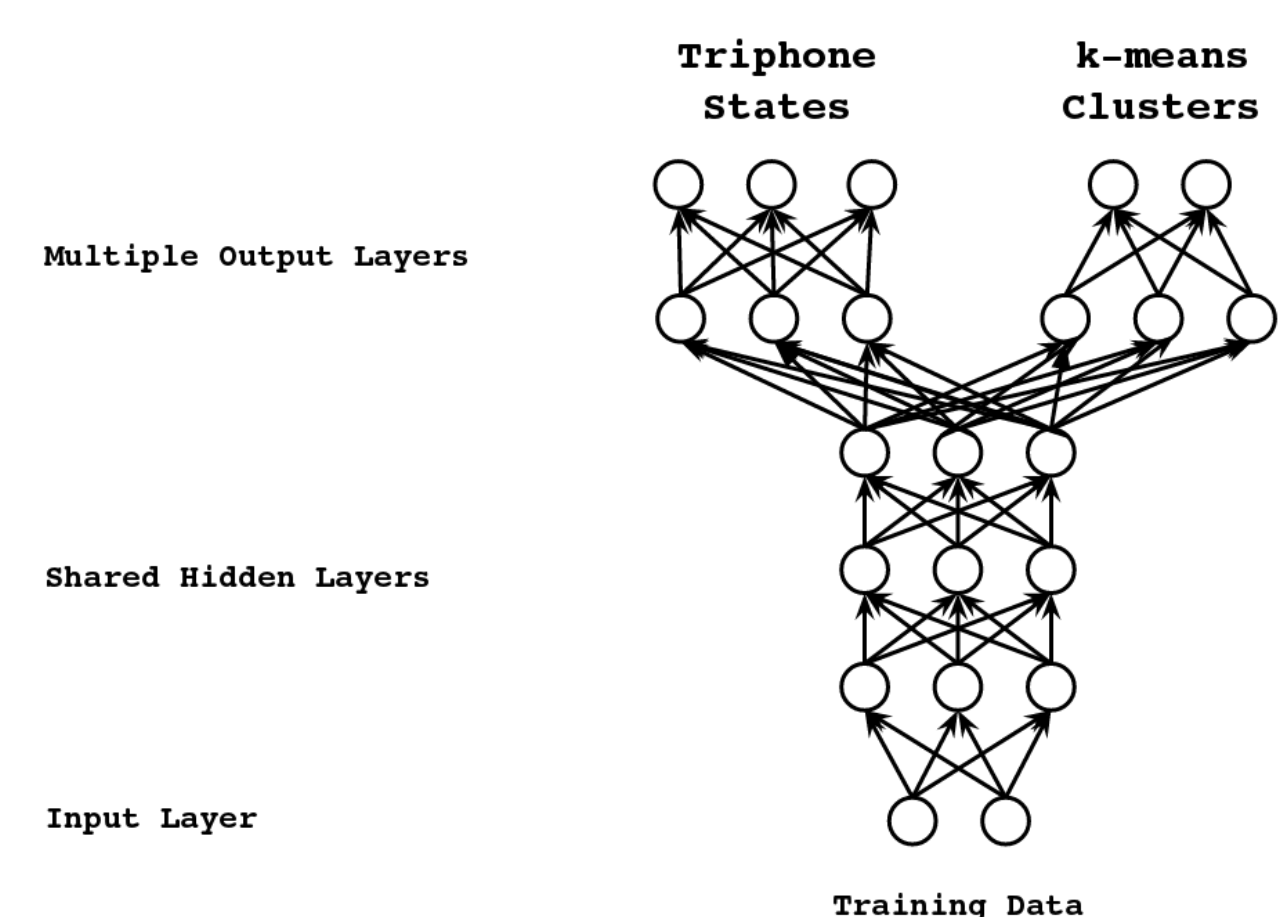 Triphone
States
k-means
Clusters
Multiple Output Layers
Shared Hidden Layers
Input Layer
Training Data